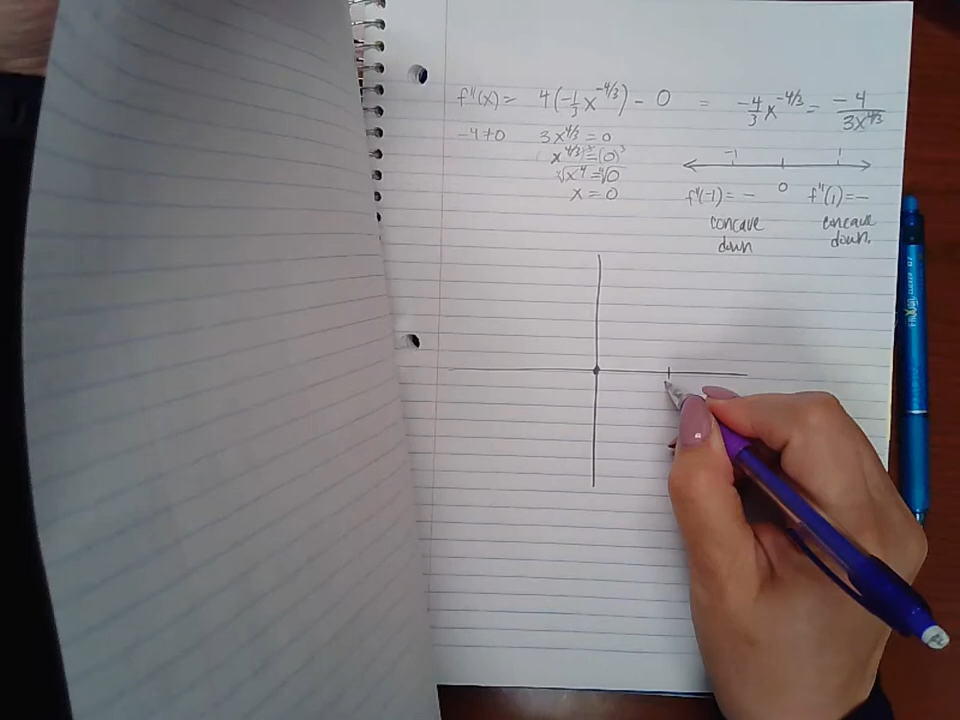 f''(x) = 4(-1/3 x^-4/3) - 0 = -4/3 x^-4/3 = -4/3x^4/3
-4≠0 3x^4/3 = 0
(x^4/3)^3 = (0)^3
∜x^4 = ∜0
x = 0
-1 1
0
f''(-1) = - f''(1) = -
concave concave
down down.